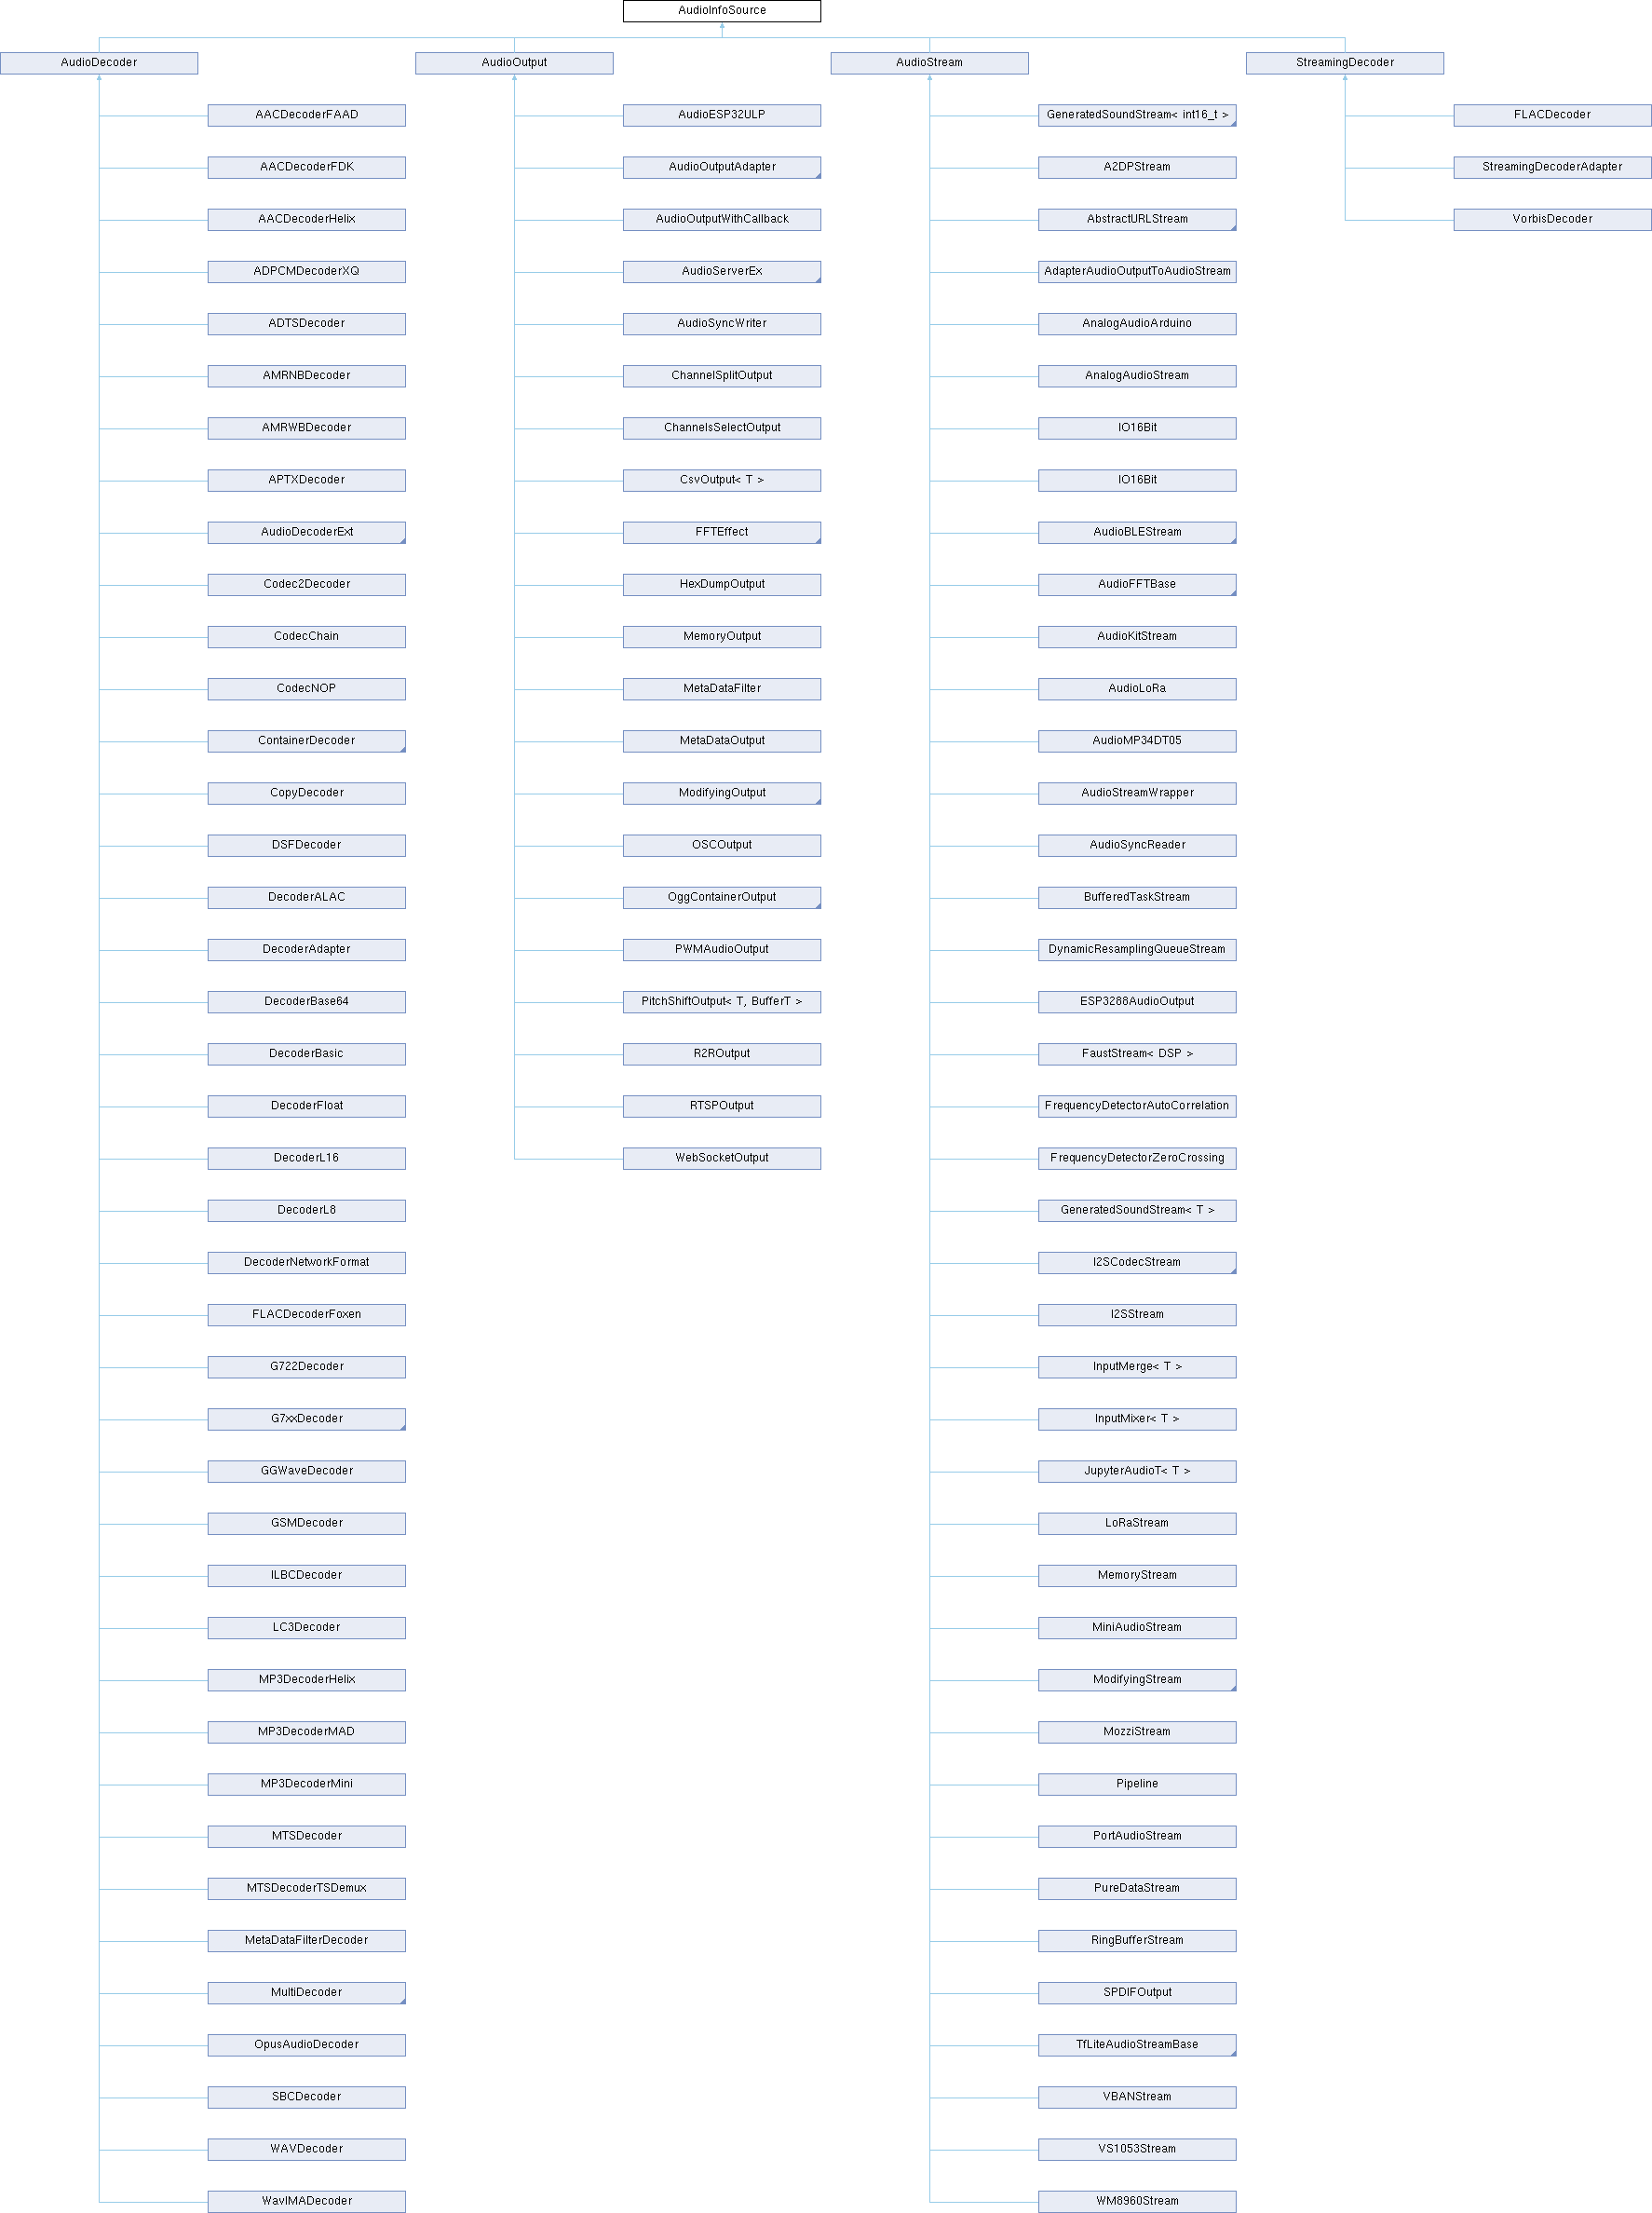 AudioInfoSource
AudioDecoder
AudioOutput
AudioStream
StreamingDecoder
AACDecoderFAAD
AudioESP32ULP
GeneratedSoundStream< int16_t >
FLACDecoder
AACDecoderFDK
AudioOutputAdapter
A2DPStream
StreamingDecoderAdapter
AACDecoderHelix
AudioOutputWithCallback
AbstractURLStream
VorbisDecoder
ADPCMDecoderXQ
AudioServerEx
AdapterAudioOutputToAudioStream
ADTSDecoder
AudioSyncWriter
AnalogAudioArduino
AMRNBDecoder
ChannelSplitOutput
AnalogAudioStream
AMRWBDecoder
ChannelsSelectOutput
IO16Bit
APTXDecoder
CsvOutput< T >
IO16Bit
AudioDecoderExt
FFTEffect
AudioBLEStream
Codec2Decoder
HexDumpOutput
AudioFFTBase
CodecChain
MemoryOutput
AudioKitStream
CodecNOP
MetaDataFilter
AudioLoRa
ContainerDecoder
MetaDataOutput
AudioMP34DT05
CopyDecoder
ModifyingOutput
AudioStreamWrapper
DSFDecoder
OSCOutput
AudioSyncReader
DecoderALAC
OggContainerOutput
BufferedTaskStream
DecoderAdapter
PWMAudioOutput
DynamicResamplingQueueStream
DecoderBase64
PitchShiftOutput< T, BufferT >
ESP3288AudioOutput
DecoderBasic
R2ROutput
FaustStream< DSP >
DecoderFloat
RTSPOutput
FrequencyDetectorAutoCorrelation
DecoderL16
WebSocketOutput
FrequencyDetectorZeroCrossing
DecoderL8
GeneratedSoundStream< T >
DecoderNetworkFormat
I2SCodecStream
FLACDecoderFoxen
I2SStream
G722Decoder
InputMerge< T >
G7xxDecoder
InputMixer< T >
GGWaveDecoder
JupyterAudioT< T >
GSMDecoder
LoRaStream
ILBCDecoder
MemoryStream
LC3Decoder
MiniAudioStream
MP3DecoderHelix
ModifyingStream
MP3DecoderMAD
MozziStream
MP3DecoderMini
Pipeline
MTSDecoder
PortAudioStream
MTSDecoderTSDemux
PureDataStream
MetaDataFilterDecoder
RingBufferStream
MultiDecoder
SPDIFOutput
OpusAudioDecoder
TfLiteAudioStreamBase
SBCDecoder
VBANStream
WAVDecoder
VS1053Stream
WavIMADecoder
WM8960Stream